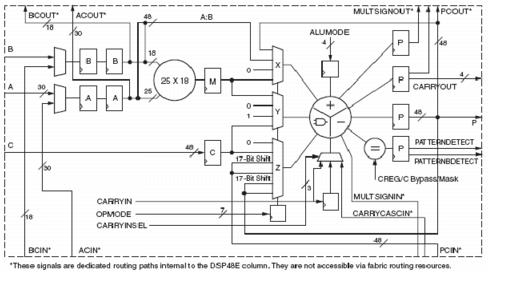 BCOUT* ACOUT* MULTSIGNOUT* PCOUT*
18 30 48 A:B 48
ALUMODE
4
B 18 B B 18 X P
0
25 X 18 M P 4
CARRYOUT
A 30 A A 25
0
1 Y P 48 P
C 48 C 0
PATTERNDETECT
17-Bit Shift Z = P
PATTERNBDETECT
17-Bit Shift
CREG/C Bypass/Mask
30 3
CARRYIN MULTSIGNIN*
OPMODE 7 CARRYCASCIN*
18 CARRYINSEL
48
BCIN* ACIN* PCIN*
*These signals are dedicated routing paths internal to the DSP48E column. They are not accessible via fabric routing resources.